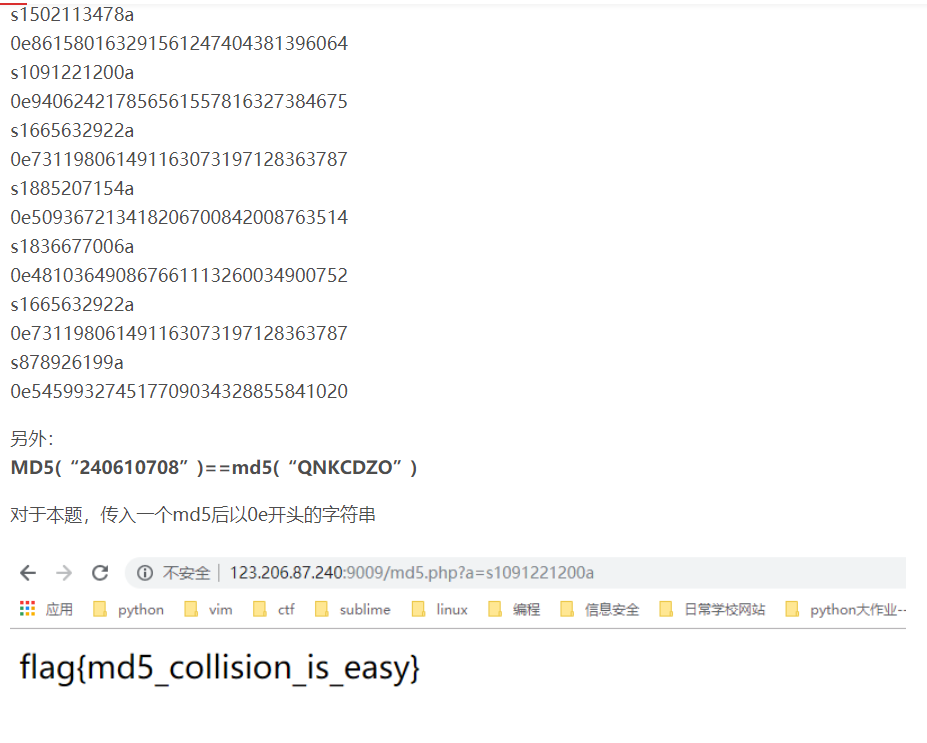 s1502113478a
0e861580163291561247404381396064
s1091221200a
0e940624217856561557816327384675
s1665632922a
0e731198061491163073197128363787
s1885207154a
0e509367213418206700842008763514
s1836677006a
0e481036490867661113260034900752
s1665632922a
0e731198061491163073197128363787
s878926199a
0e545993274517709034328855841020
另外：
MD5(“240610708”)==md5(“QNKCDZO”)
对于本题，传入一个md5后以0e开头的字符串
不安全 | 123.206.87.240:9009/md5.php?a=s1091221200a
应用 python vim ctf sublime linux 编程 信息安全 日常学校网站 python大作业--
flag{md5_collision_is_easy}